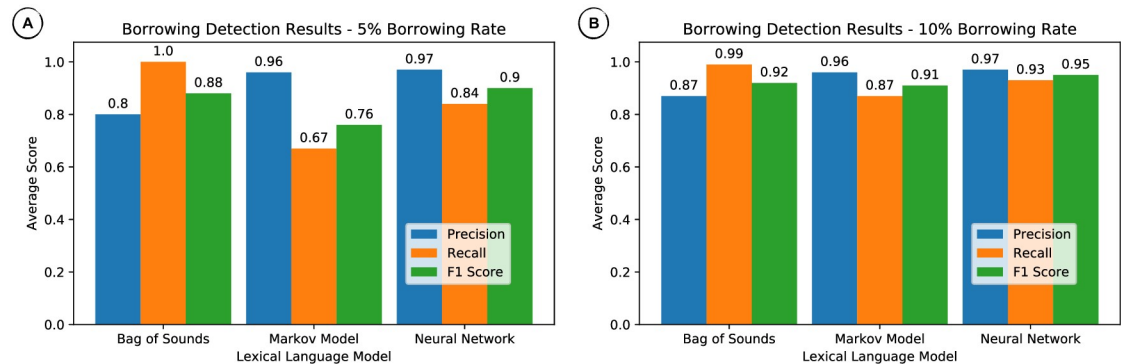 A
Borrowing Detection Results - 5% Borrowing Rate
Average Score
1.0
0.8
0.6
0.4
0.2
0.0
0.8
1.0
0.88
0.96
0.67
0.76
0.97
0.84
0.9
Precision
Recall
F1 Score
Bag of Sounds
Markov Model
Neural Network
Lexical Language Model
B
Borrowing Detection Results - 10% Borrowing Rate
Average Score
1.0
0.8
0.6
0.4
0.2
0.0
0.87
0.99
0.92
0.96
0.87
0.91
0.97
0.93
0.95
Precision
Recall
F1 Score
Bag of Sounds
Markov Model
Neural Network
Lexical Language Model